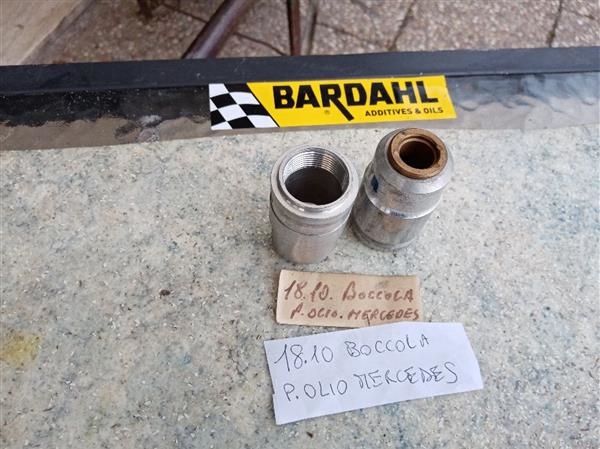 BARDAHL
®
ADDITIVES & OILS
18.10. BOCCOLA
P. OLIO. MERCEDES
18.10 BOCCOLA
P. OLIO MERCEDES